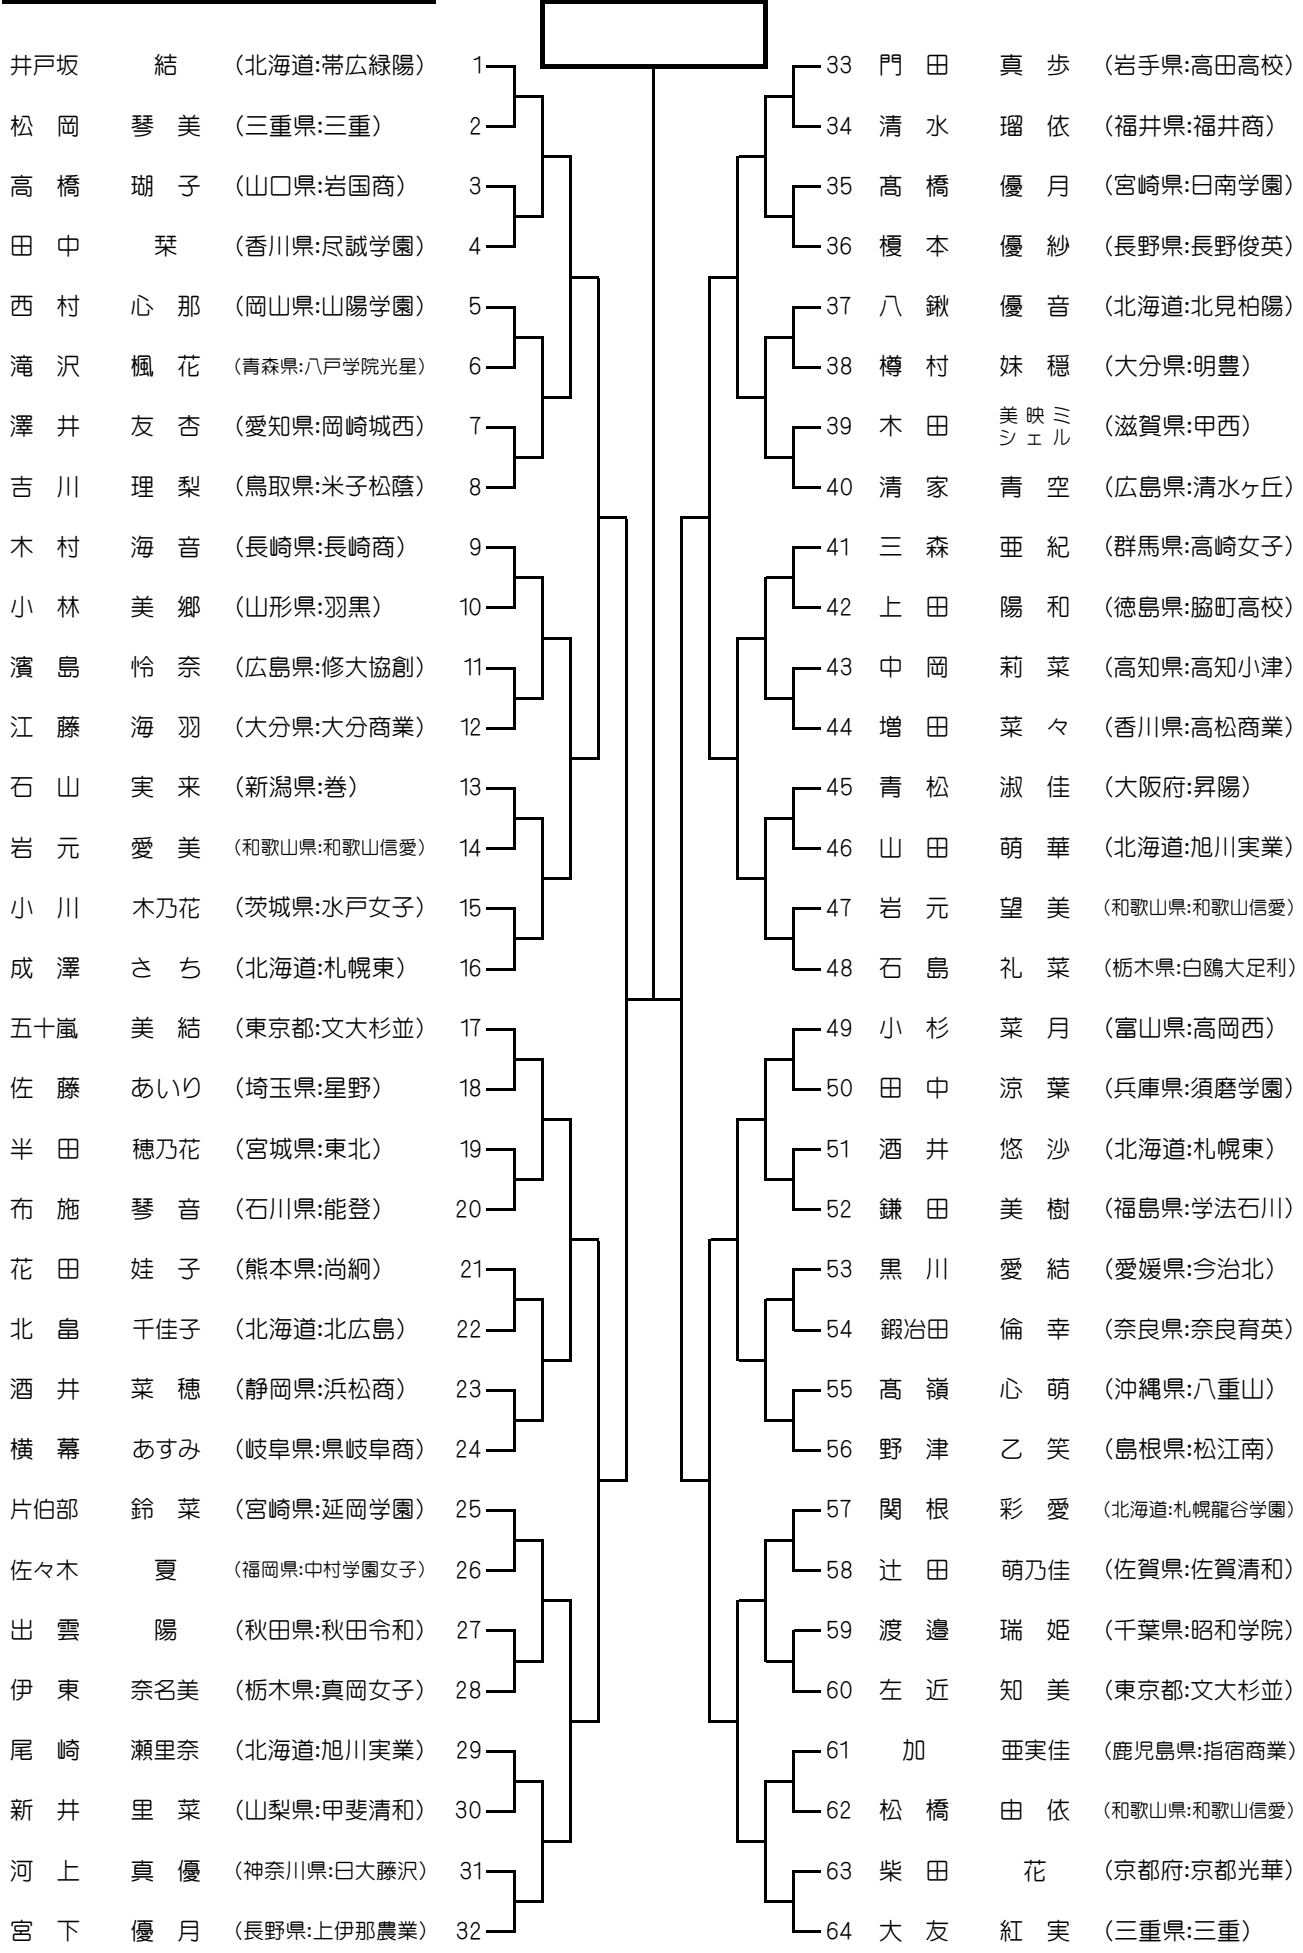 井戸坂 結 (北海道:帯広緑陽) 1
松岡 琴美 (三重県:三重) 2
高橋 瑚子 (山口県:岩国商) 3
田中 栞 (香川県:尽誠学園) 4
西村 心那 (岡山県:山陽学園) 5
滝沢 楓花 (青森県:八戸学院光星) 6
澤井 友杏 (愛知県:岡崎城西) 7
吉川 理梨 (鳥取県:米子松蔭) 8
木村 海音 (長崎県:長崎商) 9
小林 美郷 (山形県:羽黒) 10
濱島 怜奈 (広島県:修大協創) 11
江藤 海羽 (大分県:大分商業) 12
石山 実来 (新潟県:巻) 13
岩元 愛美 (和歌山県:和歌山信愛) 14
小川 木乃花 (茨城県:水戸女子) 15
成澤 さち (北海道:札幌東) 16
五十嵐 美結 (東京都:文大杉並) 17
佐藤 あいり (埼玉県:星野) 18
半田 穂乃花 (宮城県:東北) 19
布施 琴音 (石川県:能登) 20
花田 娃子 (熊本県:尚絅) 21
北畠 千佳子 (北海道:北広島) 22
酒井 菜穂 (静岡県:浜松商) 23
横幕 あすみ (岐阜県:県岐阜商) 24
片伯部 鈴菜 (宮崎県:延岡学園) 25
佐々木 夏 (福岡県:中村学園女子) 26
出雲 陽 (秋田県:秋田令和) 27
伊東 奈名美 (栃木県:真岡女子) 28
尾崎 瀬里奈 (北海道:旭川実業) 29
新井 里菜 (山梨県:甲斐清和) 30
河上 真優 (神奈川県:日大藤沢) 31
宮下 優月 (長野県:上伊那農業) 32
33 門田 真歩 (岩手県:高田高校)
34 清水 瑠依 (福井県:福井商)
35 髙橋 優月 (宮崎県:日南学園)
36 榎本 優紗 (長野県:長野俊英)
37 八鍬 優音 (北海道:北見柏陽)
38 樽村 妹穏 (大分県:明豊)
39 木田 美映ミシェル (滋賀県:甲西)
40 清家 青空 (広島県:清水ヶ丘)
41 三森 亜紀 (群馬県:高崎女子)
42 上田 陽和 (徳島県:脇町高校)
43 中岡 莉菜 (高知県:高知小津)
44 増田 菜々 (香川県:高松商業)
45 青松 淑佳 (大阪府:昇陽)
46 山田 萌華 (北海道:旭川実業)
47 岩元 望美 (和歌山県:和歌山信愛)
48 石島 礼菜 (栃木県:白鴎大足利)
49 小杉 菜月 (富山県:高岡西)
50 田中 涼葉 (兵庫県:須磨学園)
51 酒井 悠沙 (北海道:札幌東)
52 鎌田 美樹 (福島県:学法石川)
53 黒川 愛結 (愛媛県:今治北)
54 鍛冶田 倫幸 (奈良県:奈良育英)
55 髙嶺 心萌 (沖縄県:八重山)
56 野津 乙笑 (島根県:松江南)
57 関根 彩愛 (北海道:札幌龍谷学園)
58 辻田 萌乃佳 (佐賀県:佐賀清和)
59 渡邉 瑞姫 (千葉県:昭和学院)
60 左近 知美 (東京都:文大杉並)
61 加 亜実佳 (鹿児島県:指宿商業)
62 松橋 由依 (和歌山県:和歌山信愛)
63 柴田 花 (京都府:京都光華)
64 大友 紅実 (三重県:三重)